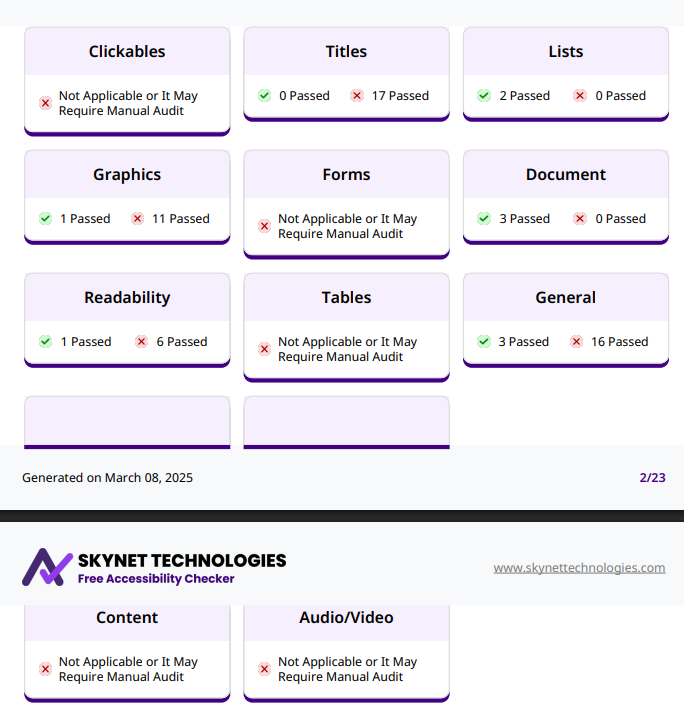 Clickables
Not Applicable or It May
Require Manual Audit
Titles
0 Passed 17 Passed
Lists
2 Passed 0 Passed
Graphics
1 Passed 11 Passed
Forms
Not Applicable or It May
Require Manual Audit
Document
3 Passed 0 Passed
Readability
1 Passed 6 Passed
Tables
Not Applicable or It May
Require Manual Audit
General
3 Passed 16 Passed
Generated on March 08, 2025
2/23
SKYNET TECHNOLOGIES
Free Accessibility Checker
www.skynettechnologies.com
Content
Not Applicable or It May
Require Manual Audit
Audio/Video
Not Applicable or It May
Require Manual Audit